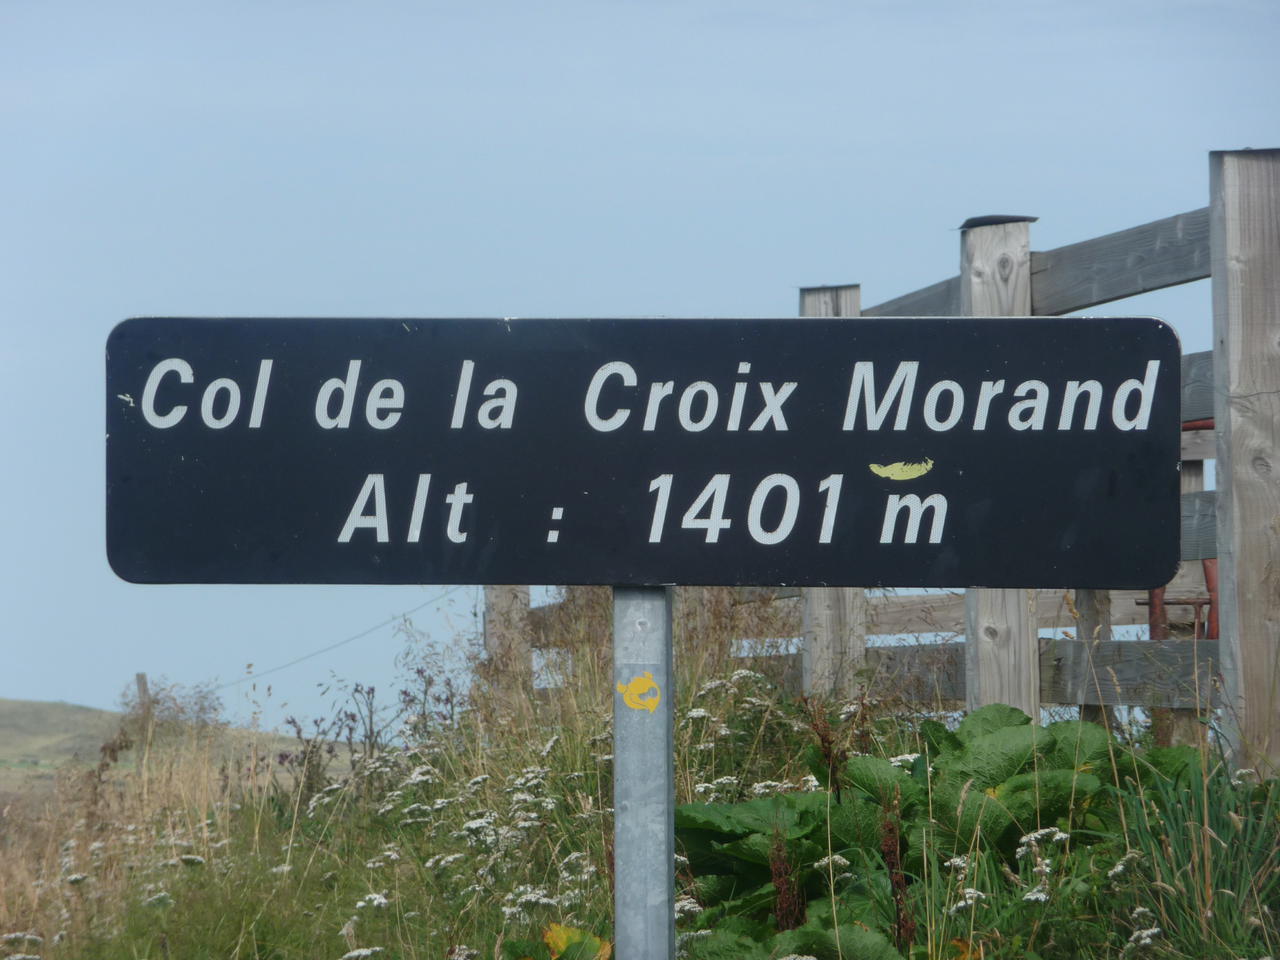 Col de la Croix Morand
Alt : 1401 m